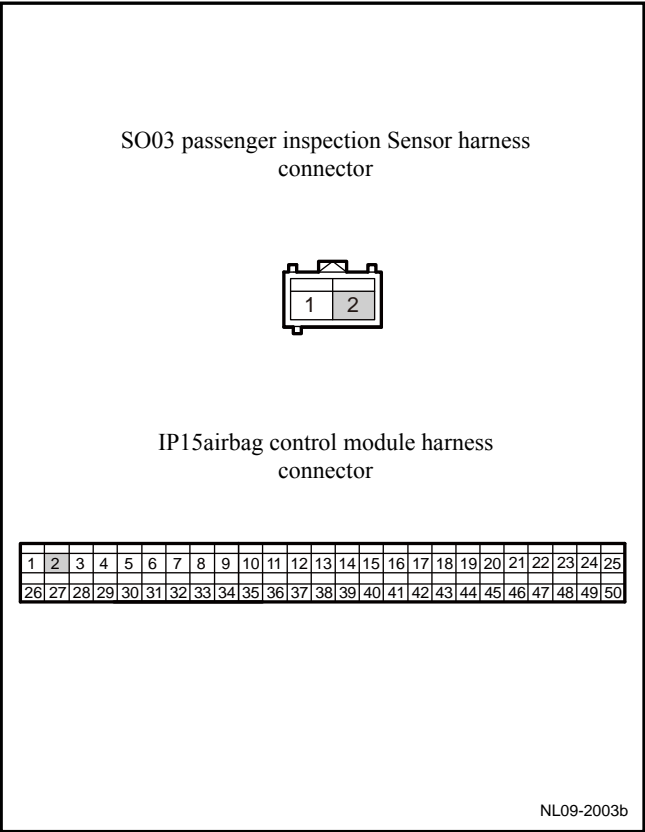 SO03 passenger inspection Sensor harness
connector
1 2
IP15airbag control module harness
connector
1 2 3 4 5 6 7 8 9 10 11 12 13 14 15 16 17 18 19 20 21 22 23 24 25
26 27 28 29 30 31 32 33 34 35 36 37 38 39 40 41 42 43 44 45 46 47 48 49 50
NL09-2003b